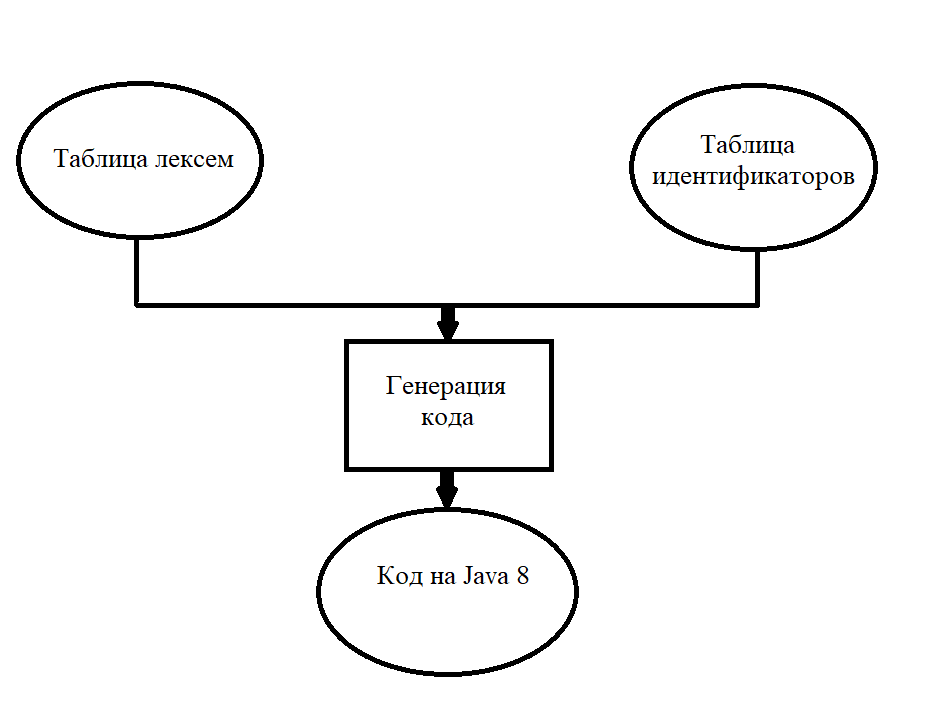 Таблица лексем
Таблица
идентификаторов
Генерация
кода
Код на Java 8